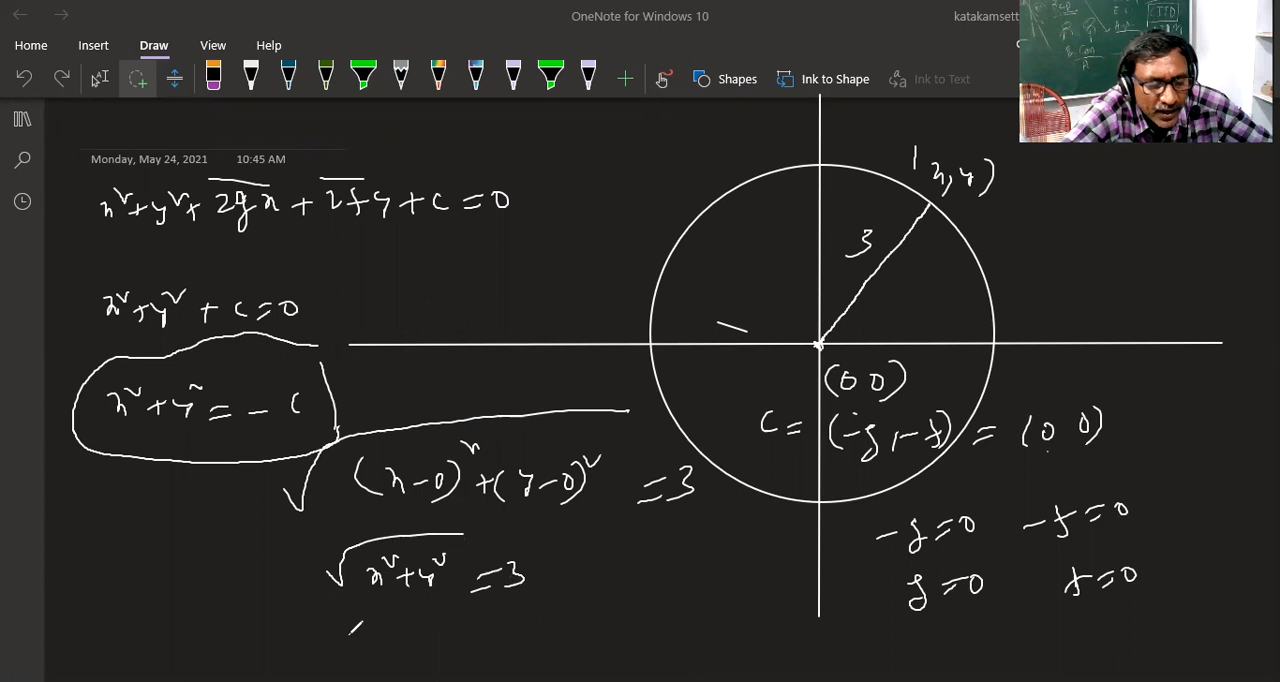 OneNote for Windows 10
katakamsett
Home Insert Draw View Help
Shapes Ink to Shape Ink to Text
Monday, May 24, 2021 10:45 AM
x²+y²+2gx+2fy+c=0
(x,y)
3
x²+y²+c=0
x²+y²=-c
(0 0)
C=(-g,-f)=(0 0)
√(x-0)²+(y-0)²=3
-g=0 -f=0
√x²+y²=3
g=0 f=0